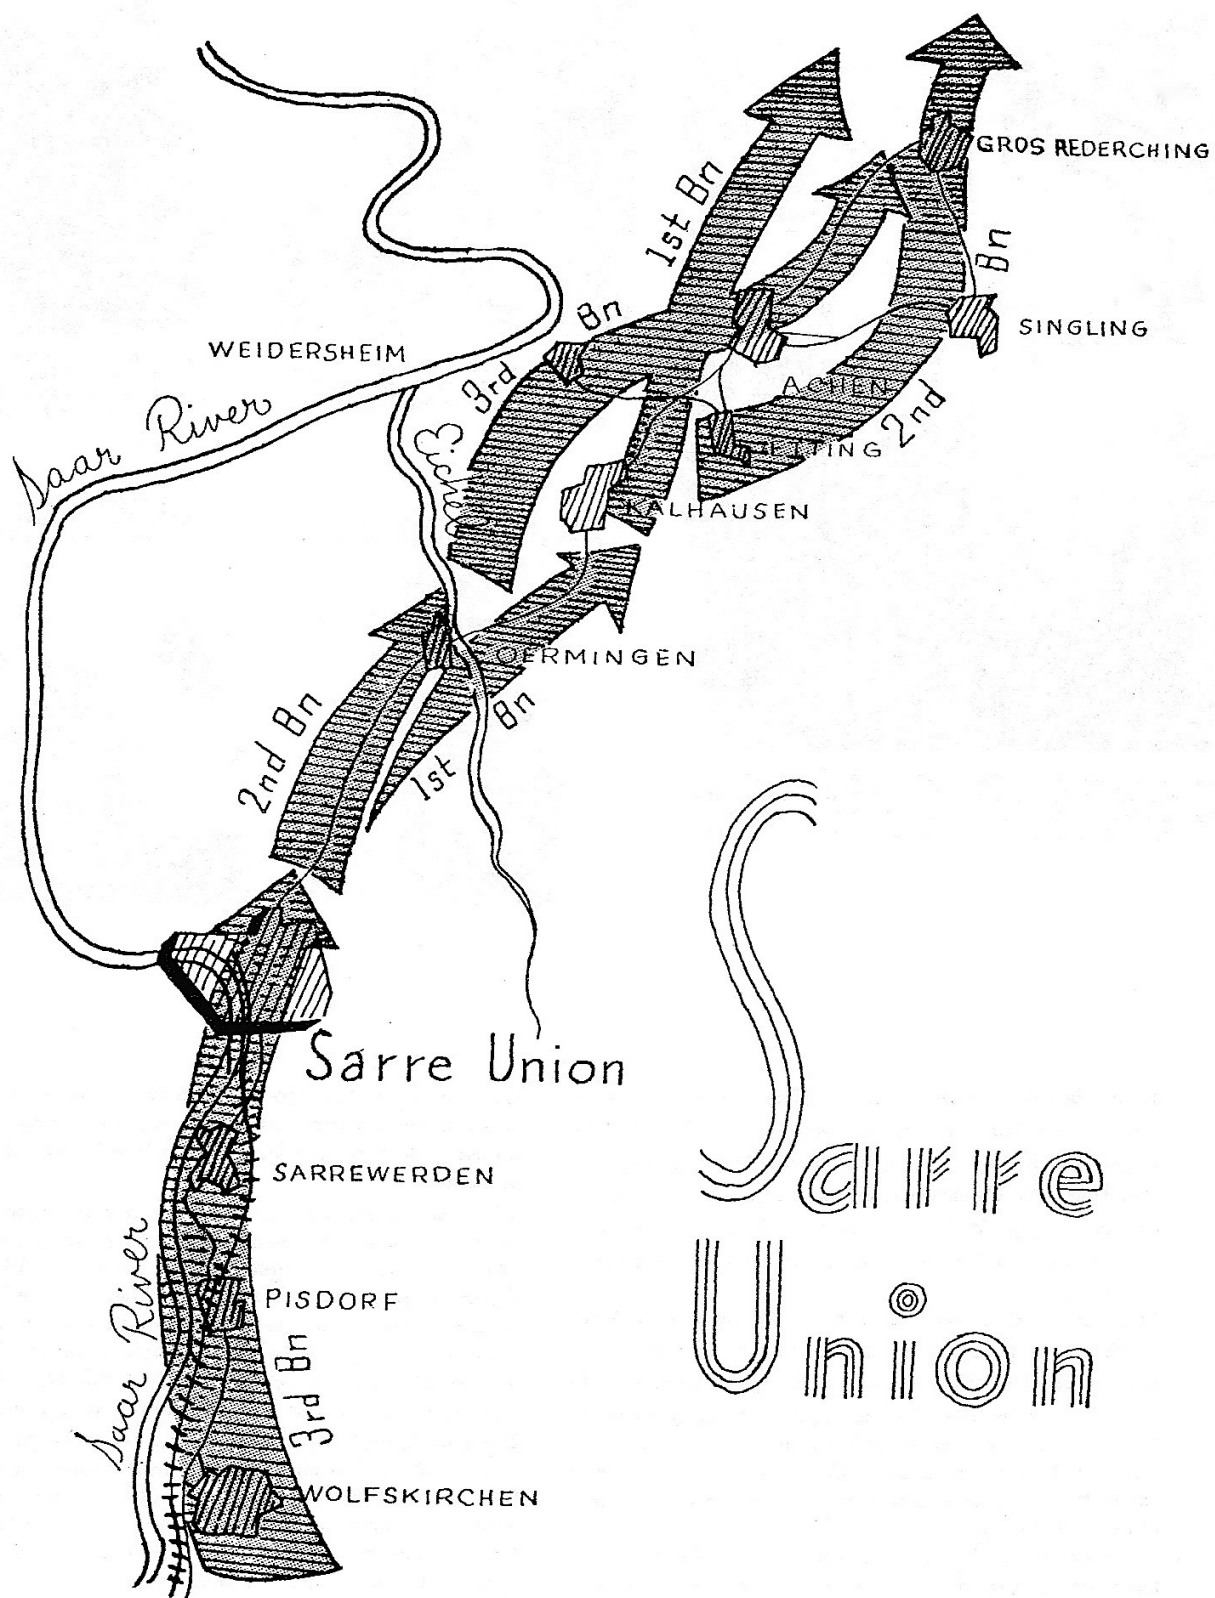 GROS REDERCHING
1st Bn
Bn
SINGLING
Bn
WEIDERSHEIM
3rd
ACHEN
2nd
Saar River
ETTING
Eichel
KALHAUSEN
OERMINGEN
2nd Bn
Bn
1st
Sarre Union
SARREWERDEN
Sarre
Union
Saar River
PISDORF
3rd Bn
WOLFSKIRCHEN